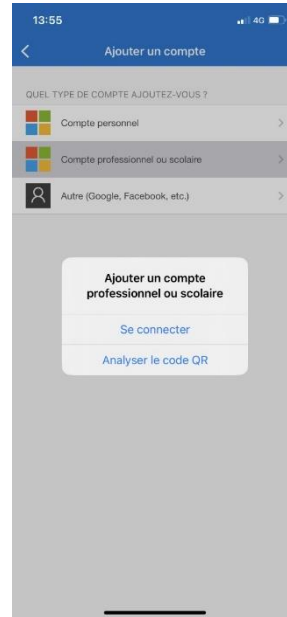 13:55
4G
Ajouter un compte
QUEL TYPE DE COMPTE AJOUTEZ-VOUS ?
Compte personnel
Compte professionnel ou scolaire
Autre (Google, Facebook, etc.)
Ajouter un compte
professionnel ou scolaire
Se connecter
Analyser le code QR